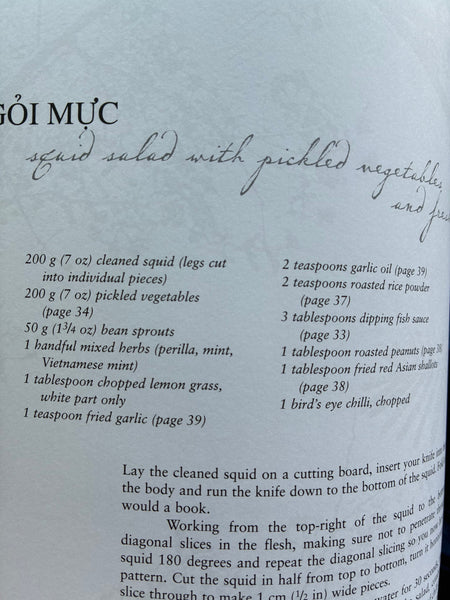 GỎI MỰC
squid salad with pickled vegetables
and
200 g (7 oz) cleaned squid (legs cut
into individual pieces)
200 g (7 oz) pickled vegetables
(page 34)
50 g (1¾ oz) bean sprouts
1 handful mixed herbs (perilla, mint,
Vietnamese mint)
1 tablespoon chopped lemon grass,
white part only
1 teaspoon fried garlic (page 39)
2 teaspoons garlic oil (page 39)
2 teaspoons roasted rice powder
(page 37)
3 tablespoons dipping fish sauce
(page 33)
1 tablespoon roasted peanuts (page
1 tablespoon fried red Asian shallots
(page 38)
1 bird's eye chilli, chopped
Lay the cleaned squid on a cutting board, insert your knife into
the body and run the knife down to the bottom of the squid.
would a book.
Working from the top-right of the squid to the
diagonal slices in the flesh, making sure not to penetrate
squid 180 degrees and repeat the diagonal slicing so you
pattern. Cut the squid in half from top to bottom, turn it
slice through to make 1 cm (½ in) wide pieces.
water for 30 seconds